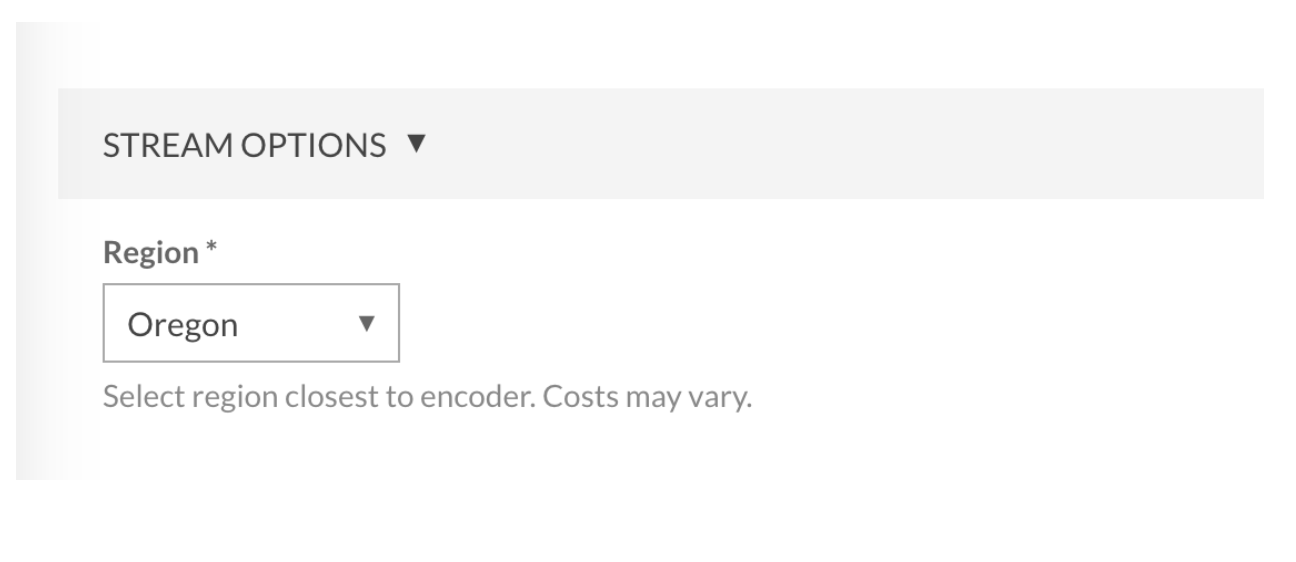 STREAM OPTIONS ▼
Region *
Oregon ▼
Select region closest to encoder. Costs may vary.